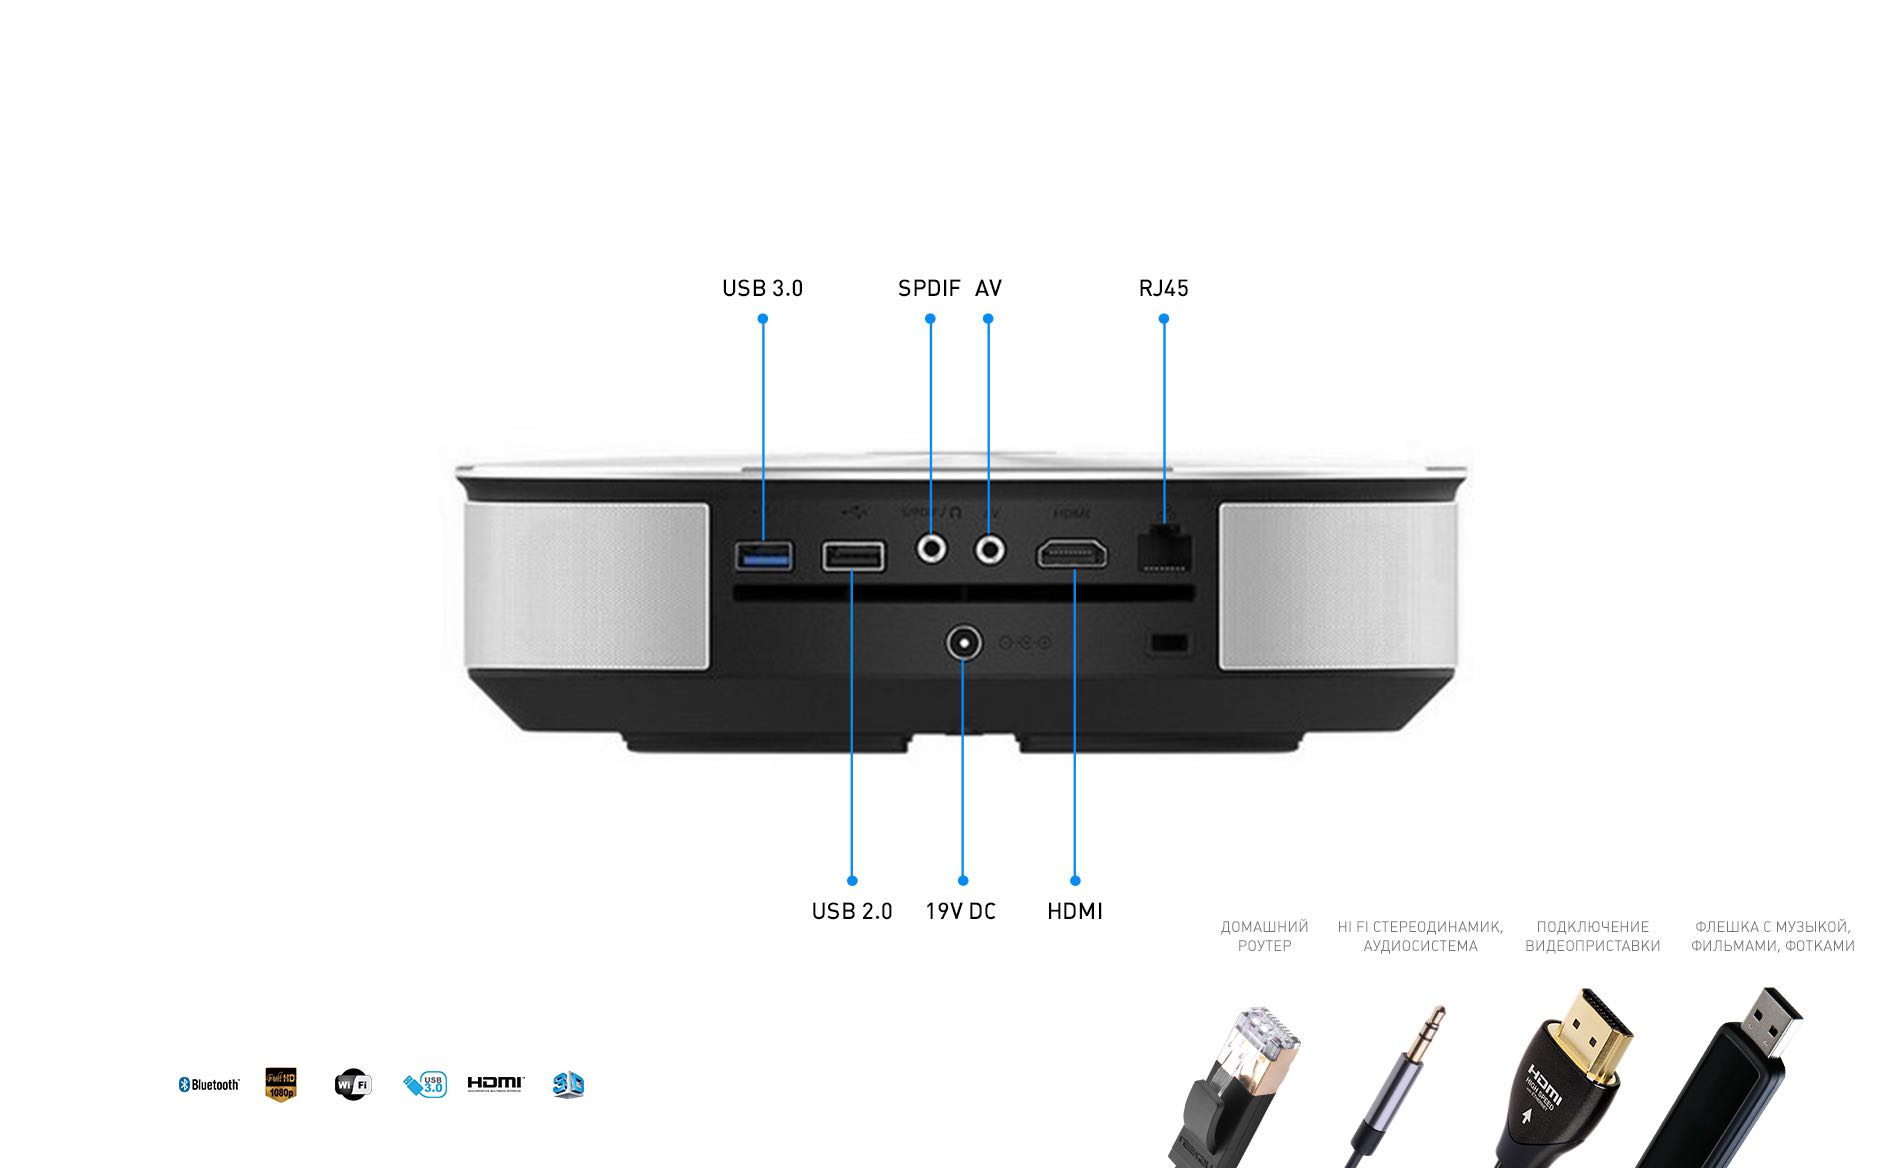 USB 3.0
SPDIF AV
RJ45
HDMI
USB 2.0
19V DC
HDMI
ДОМАШНИЙ
РОУТЕР
HI FI СТЕРЕОДИНАМИК,
АУДИОСИСТЕМА
ПОДКЛЮЧЕНИЕ
ВИДЕОПРИСТАВКИ
ФЛЕШКА С МУЗЫКОЙ,
ФИЛЬМАМИ, ФОТКАМИ
Bluetooth
Full HD
1080p
Wi Fi
USB
3.0
HDMI
3D
HDMI
HIGH SPEED